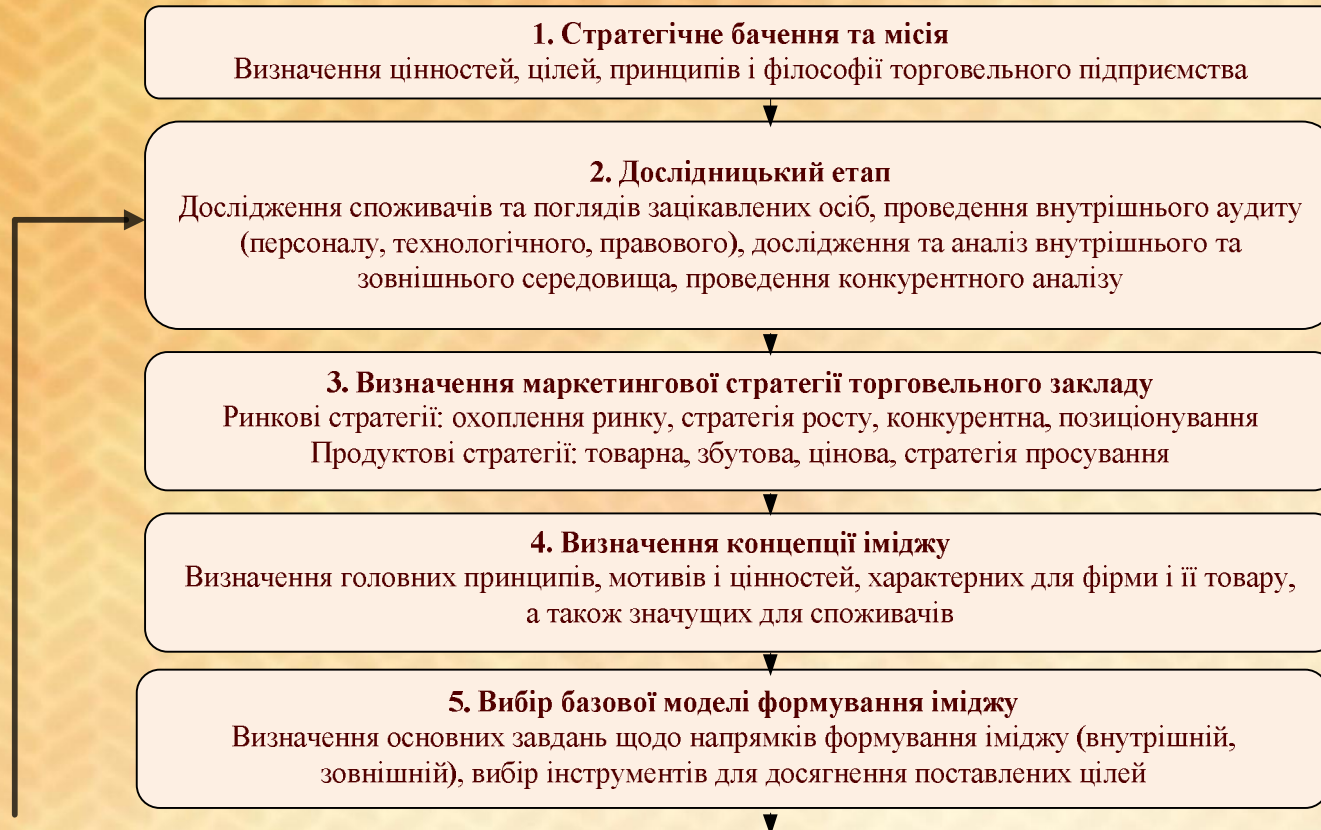 1. Стратегічне бачення та місія
Визначення цінностей, цілей, принципів і філософії торговельного підприємства
2. Дослідницький етап
Дослідження споживачів та поглядів зацікавлених осіб, проведення внутрішнього аудиту
(персоналу, технологічного, правового), дослідження та аналіз внутрішнього та
зовнішнього середовища, проведення конкурентного аналізу
3. Визначення маркетингової стратегії торговельного закладу
Ринкові стратегії: охоплення ринку, стратегія росту, конкурентна, позиціонування
Продуктові стратегії: товарна, збутова, цінова, стратегія просування
4. Визначення концепції іміджу
Визначення головних принципів, мотивів і цінностей, характерних для фірми і її товару,
а також значущих для споживачів
5. Вибір базової моделі формування іміджу
Визначення основних завдань щодо напрямків формування іміджу (внутрішній,
зовнішній), вибір інструментів для досягнення поставлених цілей